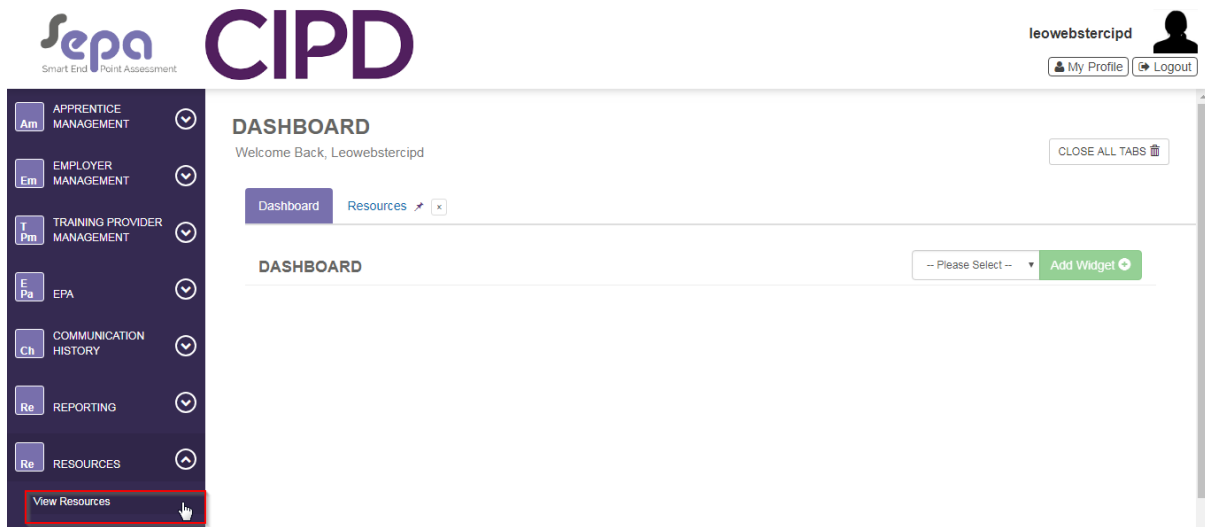 Sepa
Smart End Point Assessment
CIPD
leowebstercipd
My Profile
Logout
Am
APPRENTICE
MANAGEMENT
Em
EMPLOYER
MANAGEMENT
T
Pm
TRAINING PROVIDER
MANAGEMENT
E
Pa
EPA
Ch
COMMUNICATION
HISTORY
Re
REPORTING
Re
RESOURCES
View Resources
DASHBOARD
Welcome Back, Leowebstercipd
CLOSE ALL TABS
Dashboard
Resources
DASHBOARD
-- Please Select --
Add Widget